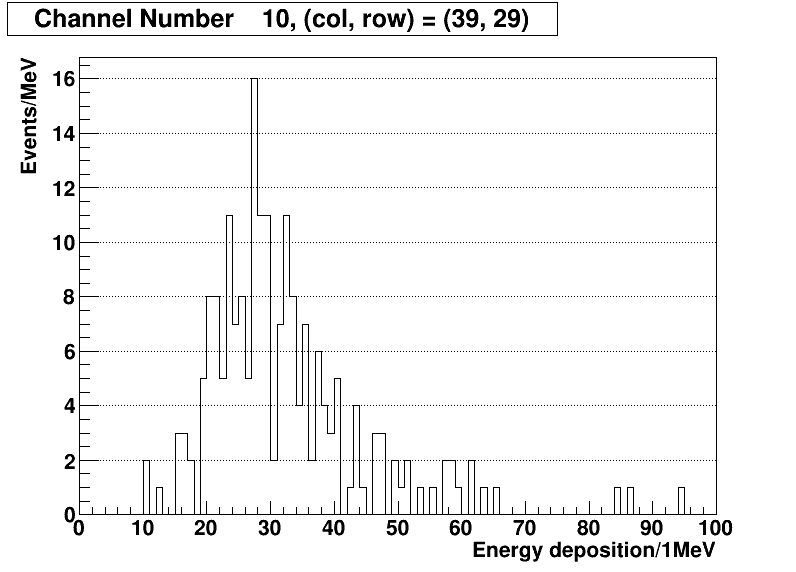 Channel Number 10, (col, row) = (39, 29)
Events/MeV
16
14
12
10
8
6
4
2
0
0 10 20 30 40 50 60 70 80 90 100
Energy deposition/1MeV